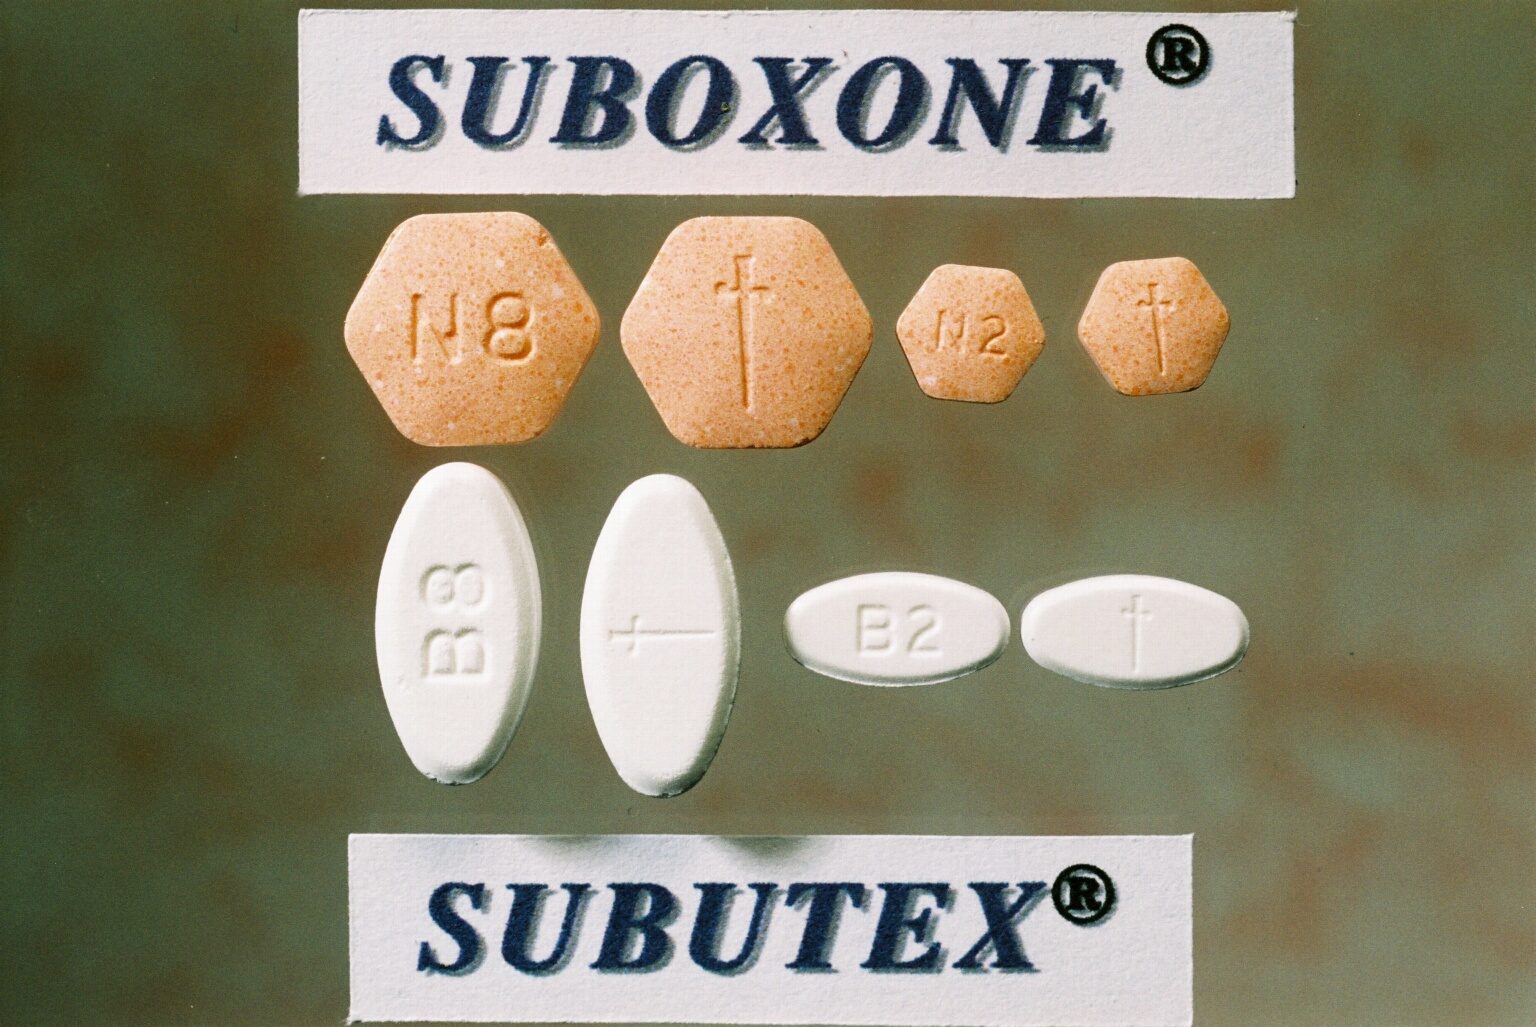 SUBOXONE ®
N8 N2
B8 B2
SUBUTEX ®